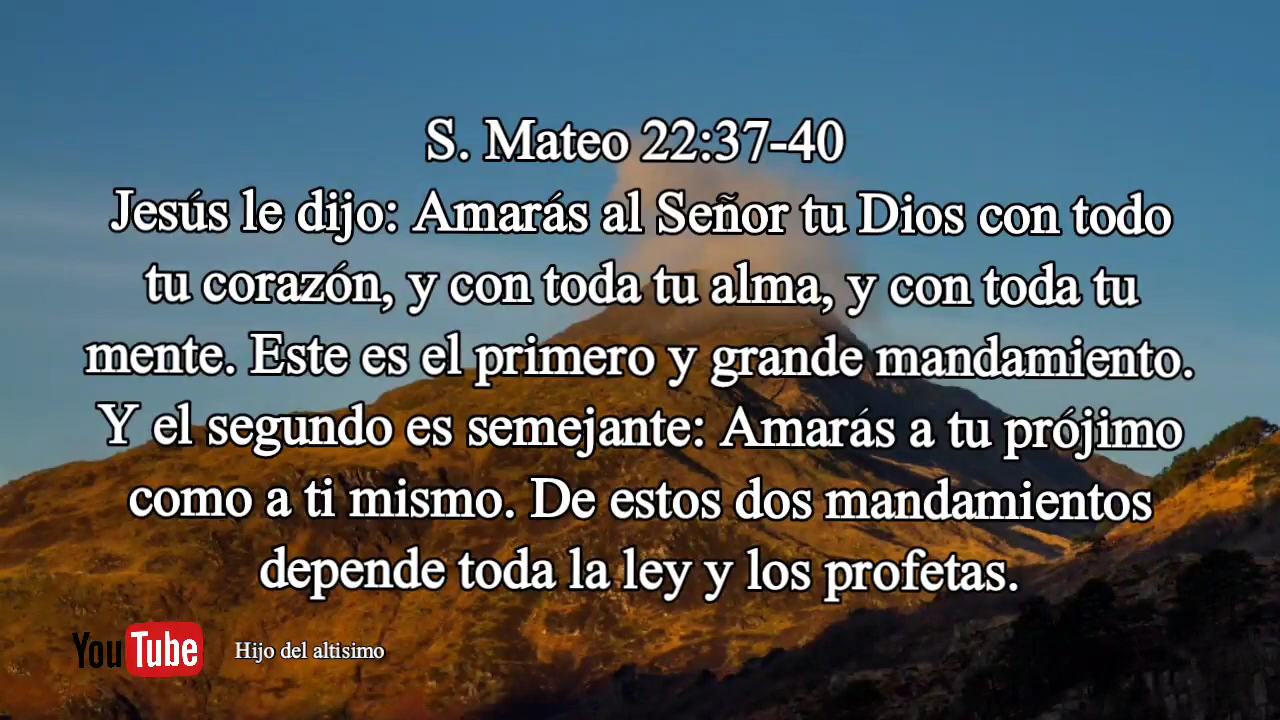 S. Mateo 22:37-40
Jesús le dijo: Amarás al Señor tu Dios con todo
tu corazón, y con toda tu alma, y con toda tu
mente. Este es el primero y grande mandamiento.
Y el segundo es semejante: Amarás a tu prójimo
como a ti mismo. De estos dos mandamientos
depende toda la ley y los profetas.
YouTube Hijo del altisimo